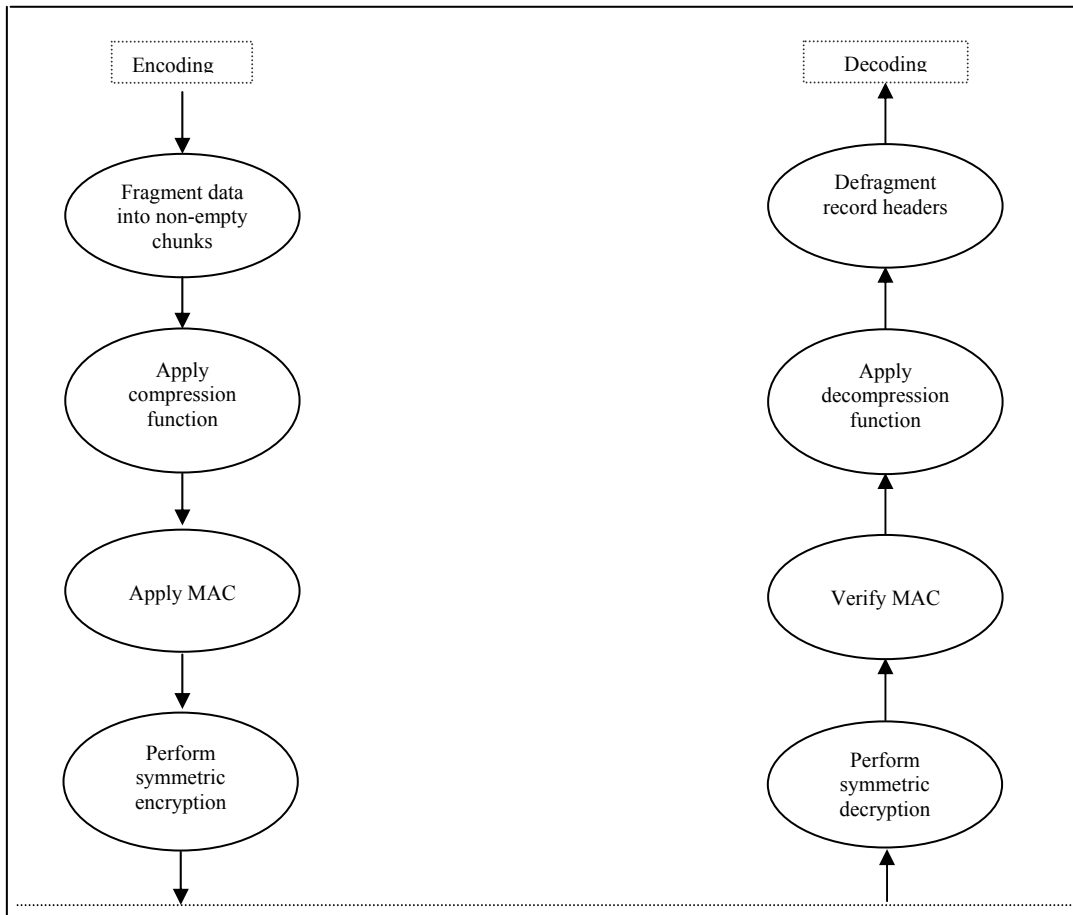 Encoding
Fragment data
into non-empty
chunks
Apply
compression
function
Apply MAC
Perform
symmetric
encryption
Decoding
Defragment
record headers
Apply
decompression
function
Verify MAC
Perform
symmetric
decryption